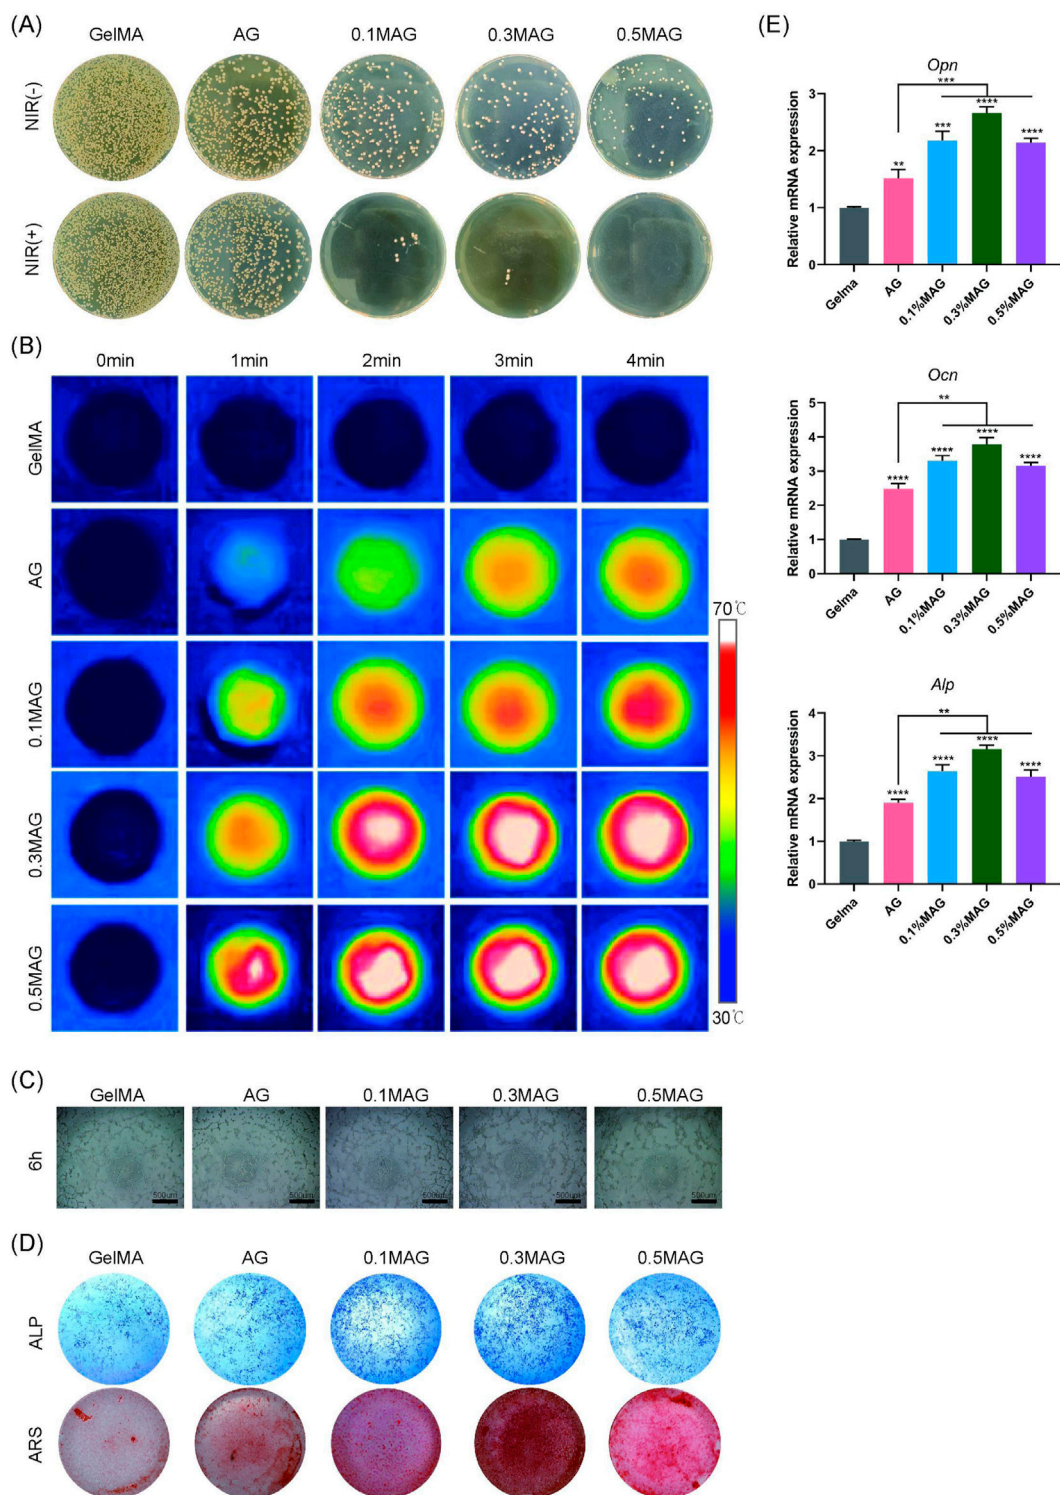 (A)
GelMA AG 0.1MAG 0.3MAG 0.5MAG
NIR(-)
NIR(+)
(B)
0min 1min 2min 3min 4min
GelMA
AG
0.1MAG
0.3MAG
0.5MAG
70℃
30℃
(C)
GelMA AG 0.1MAG 0.3MAG 0.5MAG
6h
500um 500um 500um 500um 500um
(D)
GelMA AG 0.1MAG 0.3MAG 0.5MAG
ALP
ARS
(E)
Opn
Relative mRNA expression
3
2
1
0
***
** *** **** ****
Gelma AG 0.1%MAG 0.3%MAG 0.5%MAG
Ocn
Relative mRNA expression
5
4
3
2
1
0
**
**** **** **** ****
Gelma AG 0.1%MAG 0.3%MAG 0.5%MAG
Alp
Relative mRNA expression
4
3
2
1
0
**
**** **** **** ****
Gelma AG 0.1%MAG 0.3%MAG 0.5%MAG